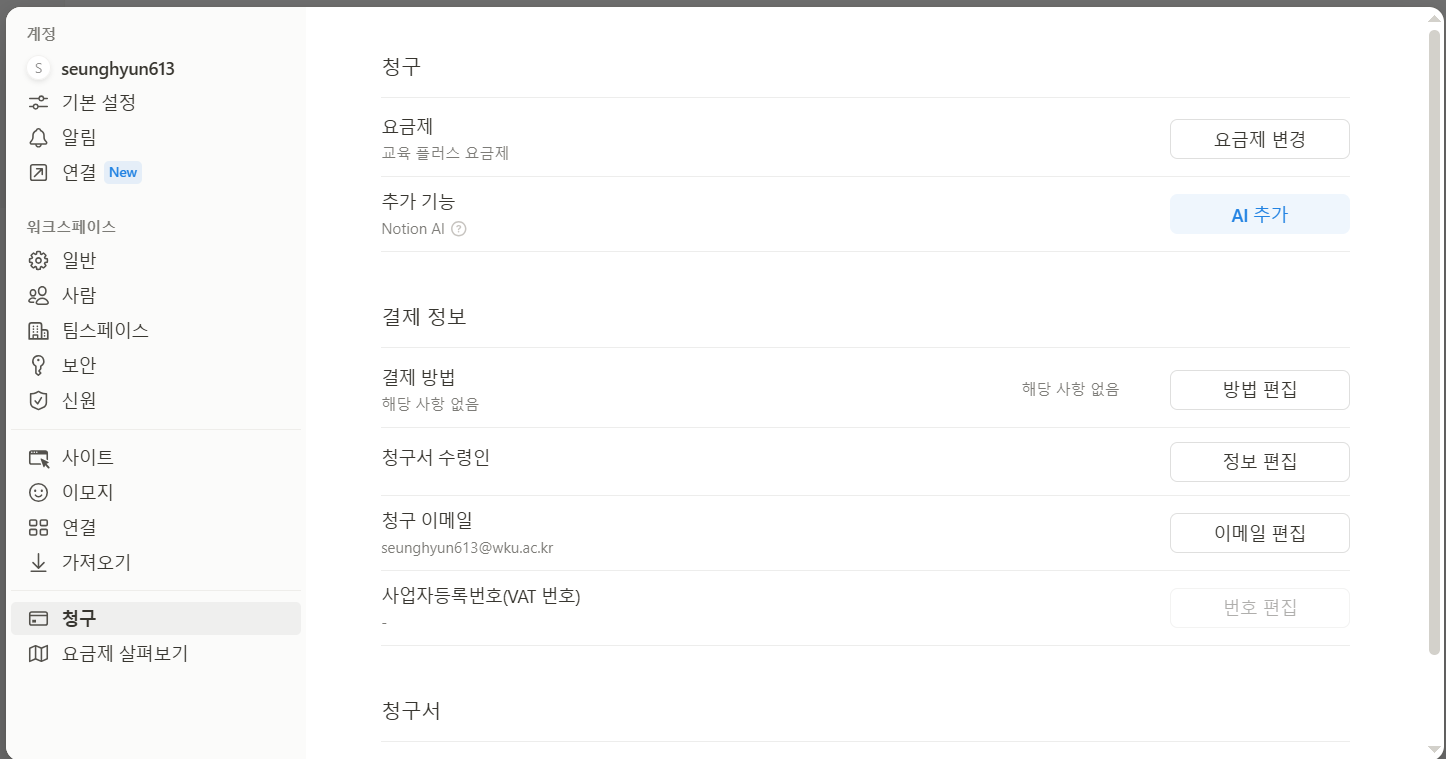 계정
S seunghyun613
기본 설정
알림
연결 New
워크스페이스
일반
사람
팀스페이스
보안
신원
사이트
이모지
연결
가져오기
청구
요금제 살펴보기
청구
요금제
교육 플러스 요금제
요금제 변경
추가 기능
Notion AI ?
AI 추가
결제 정보
결제 방법
해당 사항 없음
해당 사항 없음
방법 편집
청구서 수령인
정보 편집
청구 이메일
seunghyun613@wku.ac.kr
이메일 편집
사업자등록번호(VAT 번호)
-
번호 편집
청구서